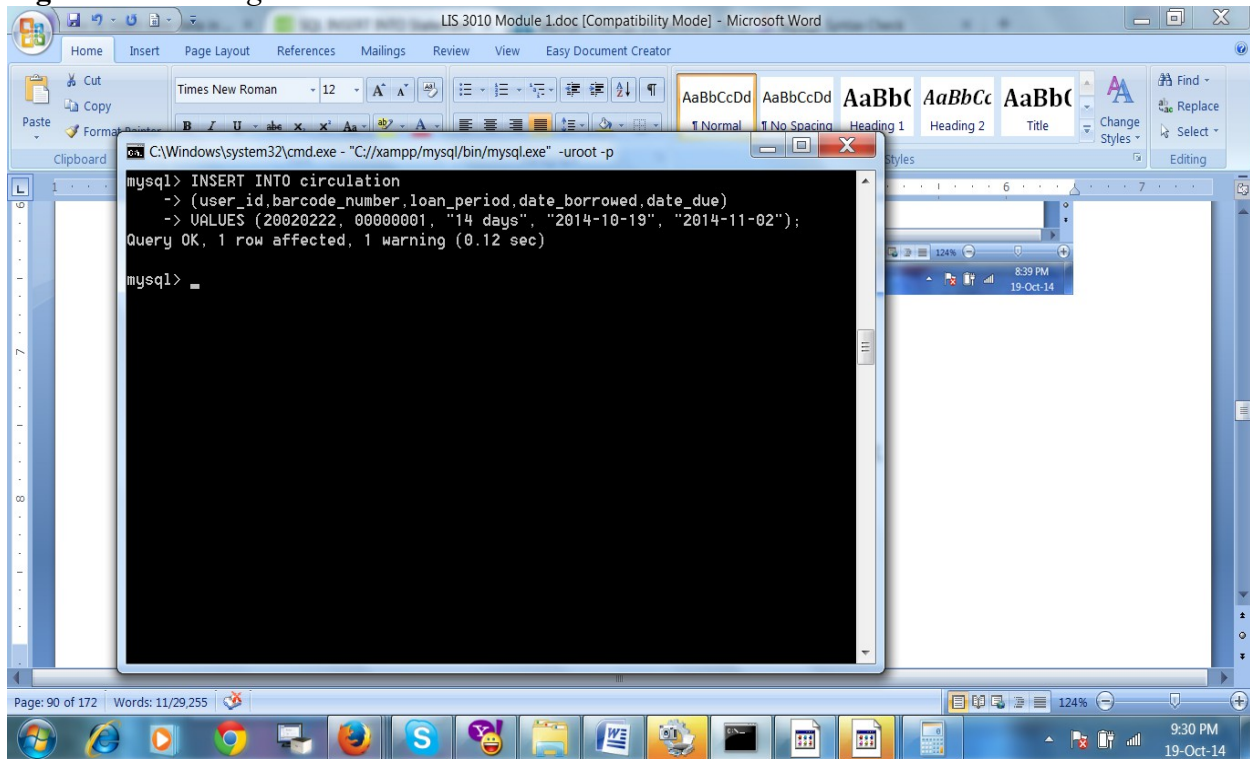 LIS 3010 Module 1.doc [Compatibility Mode] - Microsoft Word
Home Insert Page Layout References Mailings Review View Easy Document Creator
Cut
Copy
Paste
Times New Roman 12
Clipboard
AaBbCcDd AaBbCcDd AaBb( AaBbCc AaBb(
¶ Normal ¶ No Spacing Heading 1 Heading 2 Title
Change Styles
Styles
Find
Replace
Select
Editing
C:\Windows\system32\cmd.exe - "C://xampp/mysql/bin/mysql.exe" -uroot -p
mysql> INSERT INTO circulation
-> (user_id,barcode_number,loan_period,date_borrowed,date_due)
-> VALUES (20020222, 00000001, "14 days", "2014-10-19", "2014-11-02");
Query OK, 1 row affected, 1 warning (0.12 sec)
mysql> _
124%
8:39 PM
19-Oct-14
Page: 90 of 172 Words: 11/29,255 124%
9:30 PM
19-Oct-14